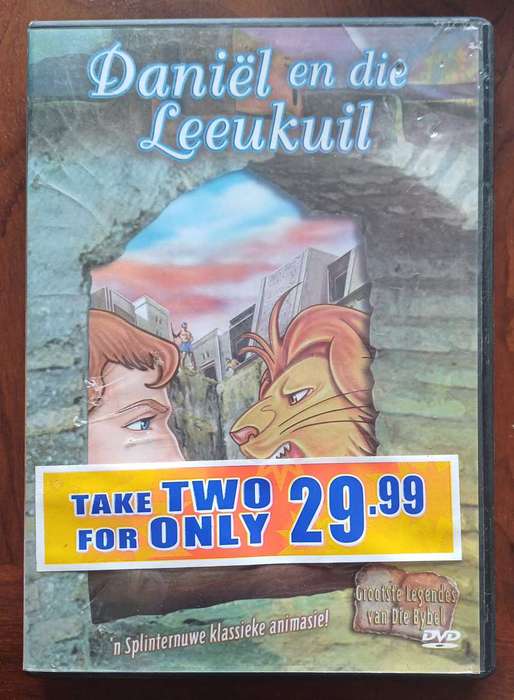 Daniël en die
Leeukuil
TAKE TWO
FOR ONLY 29.99
Grootste Legendes
van Die Bybel
'n Splinternuwe klassieke animasie!
DVD